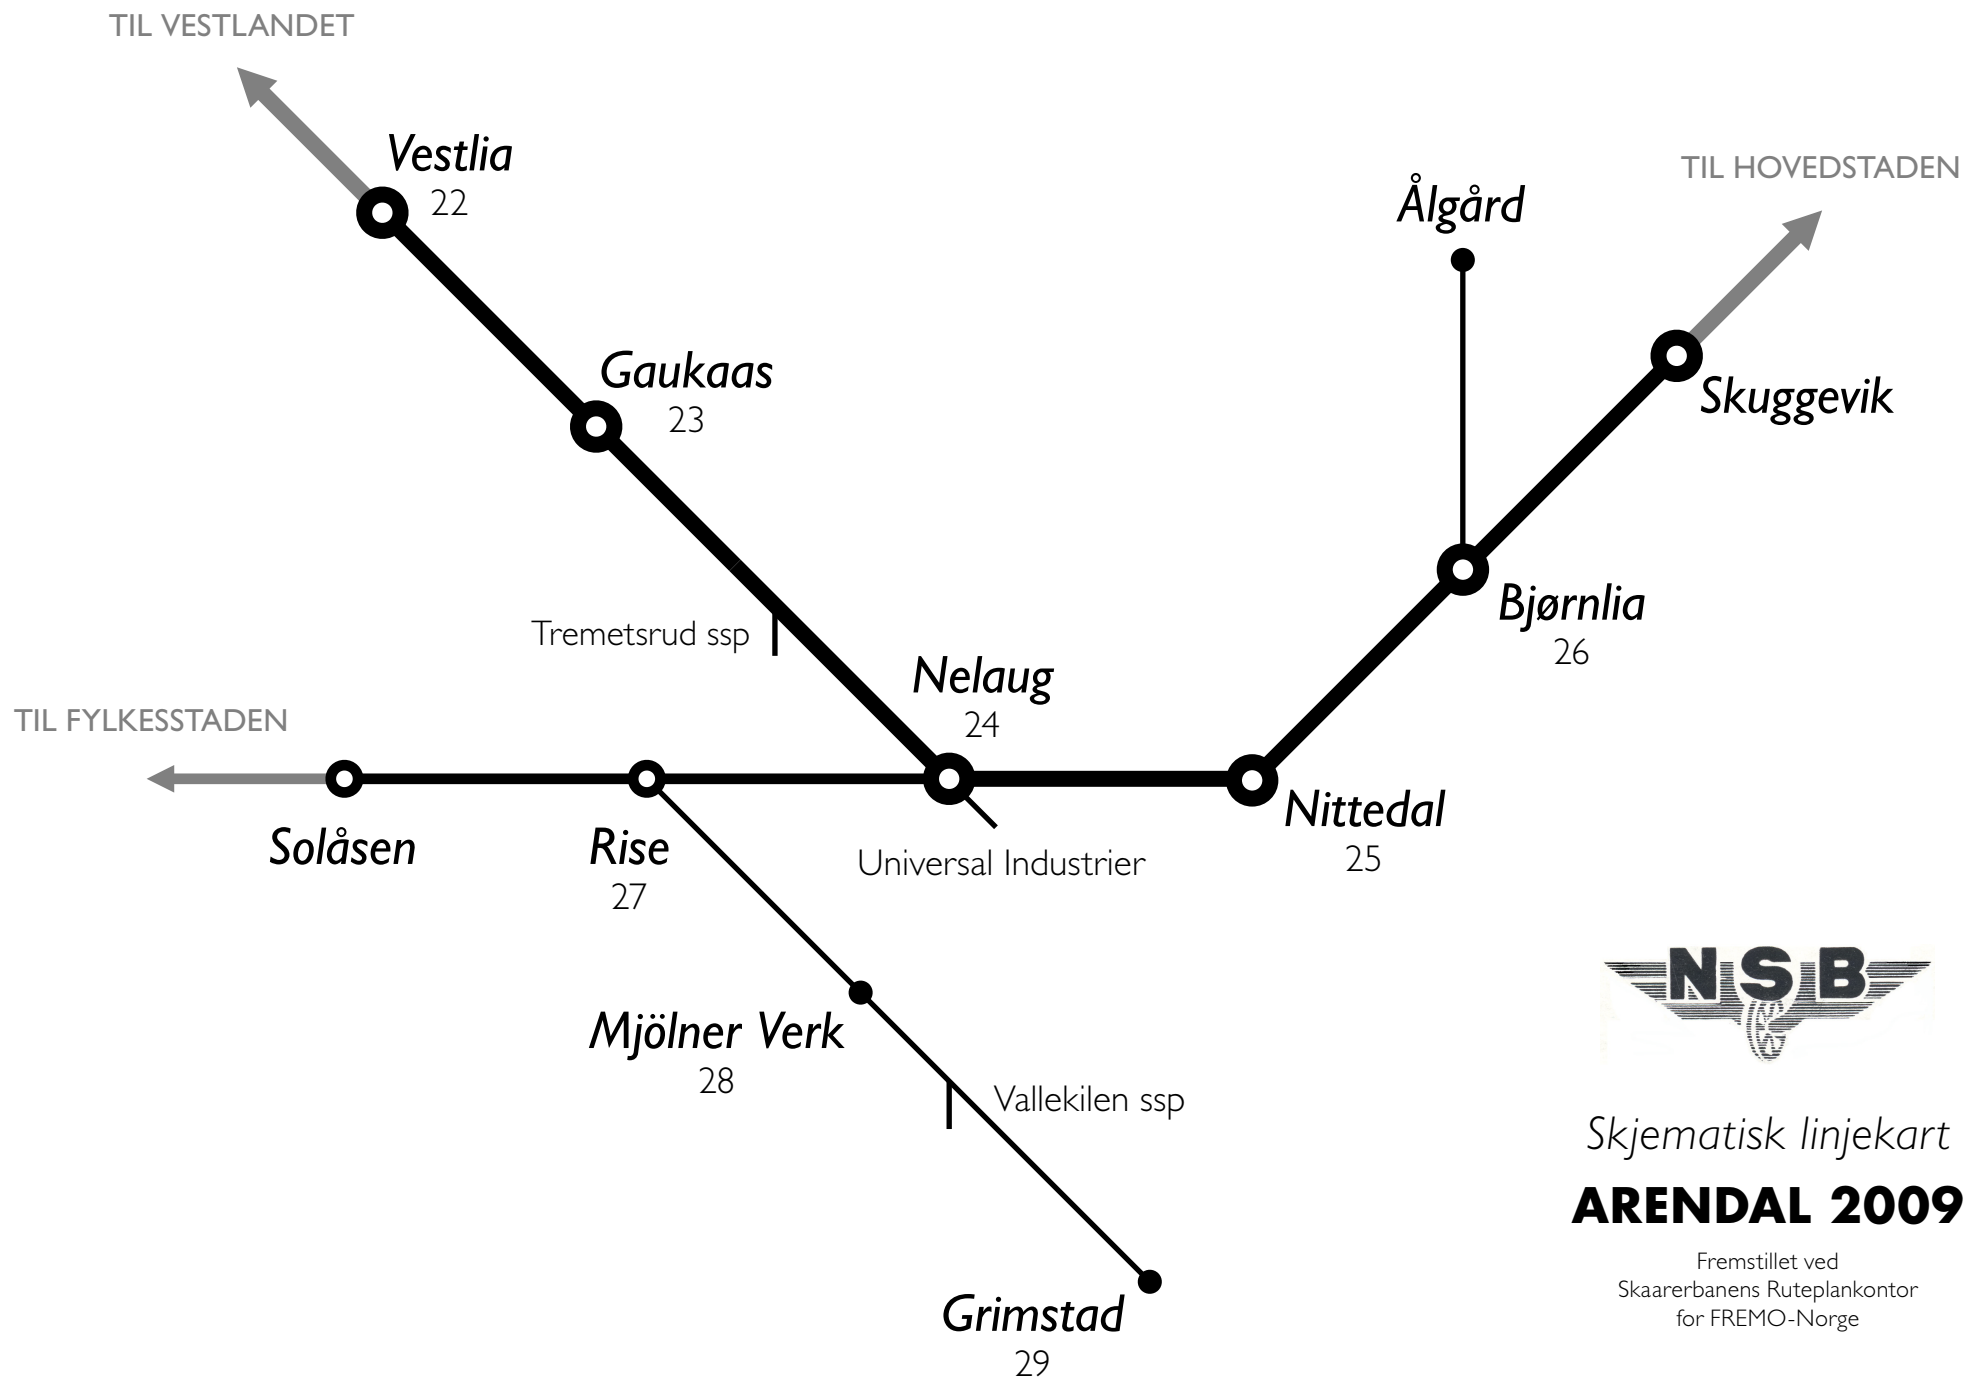 TIL VESTLANDET
Vestlia
22
TIL HOVEDSTADEN
Ålgård
Gaukaas
23
Skuggevik
Bjørnlia
26
Tremetsrud ssp
Nelaug
24
TIL FYLKESSTADEN
Solåsen
Rise
27
Universal Industrier
Nittedal
25
Mjölner Verk
28
Vallekilen ssp
Grimstad
29
NSB
Skjematisk linjekart
ARENDAL 2009
Fremstillet ved
Skaarerbanens Ruteplankontor
for FREMO-Norge